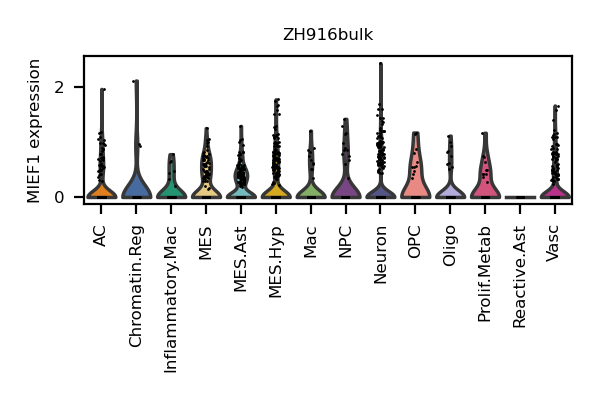 ZH916bulk
MIEF1 expression
2
0
AC
Chromatin.Reg
Inflammatory.Mac
MES
MES.Ast
MES.Hyp
Mac
NPC
Neuron
OPC
Oligo
Prolif.Metab
Reactive.Ast
Vasc